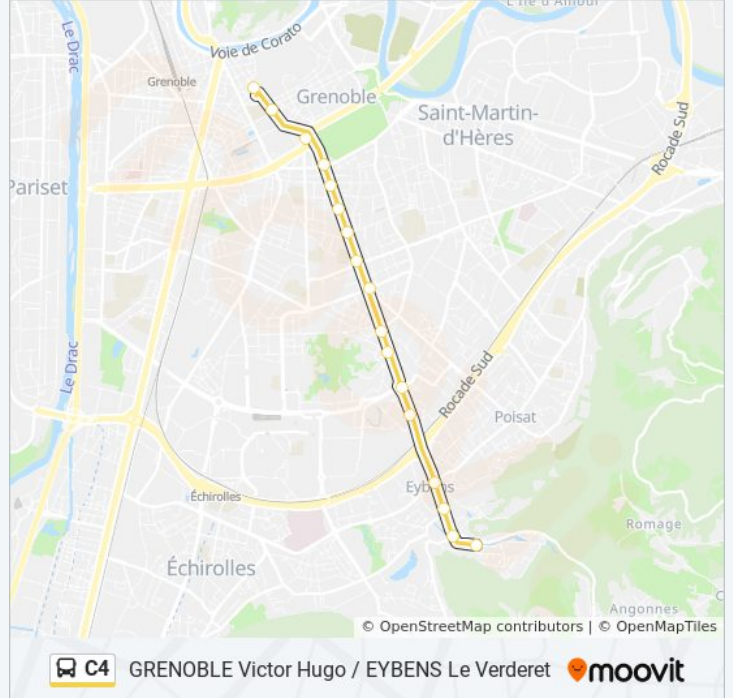 L'Ile d'Amour
Le Drac
Voie de Corato
Grenoble
Grenoble
Saint-Martin-
d'Hères
Rocade Sud
Pariset
Le Drac
Rocade Sud
Poisat
Eybens
Échirolles
Romage
Échirolles
Angonnes
C
© OpenStreetMap contributors | © OpenMapTiles
C4 GRENOBLE Victor Hugo / EYBENS Le Verderet moovit